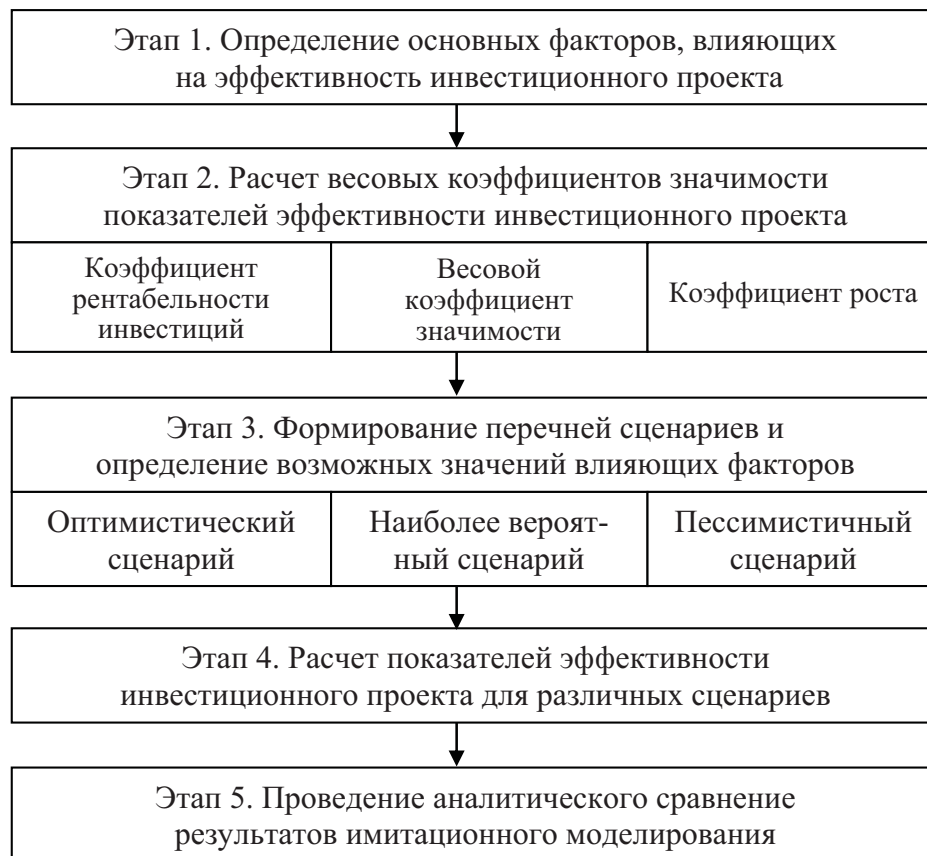 Этап 1. Определение основных факторов, влияющих
на эффективность инвестиционного проекта
Этап 2. Расчет весовых коэффициентов значимости
показателей эффективности инвестиционного проекта
Коэффициент
рентабельности
инвестиций
Весовой
коэффициент
значимости
Коэффициент роста
Этап 3. Формирование перечней сценариев и
определение возможных значений влияющих факторов
Оптимистический
сценарий
Наиболее вероят-
ный сценарий
Пессимистичный
сценарий
Этап 4. Расчет показателей эффективности
инвестиционного проекта для различных сценариев
Этап 5. Проведение аналитического сравнение
результатов имитационного моделирования